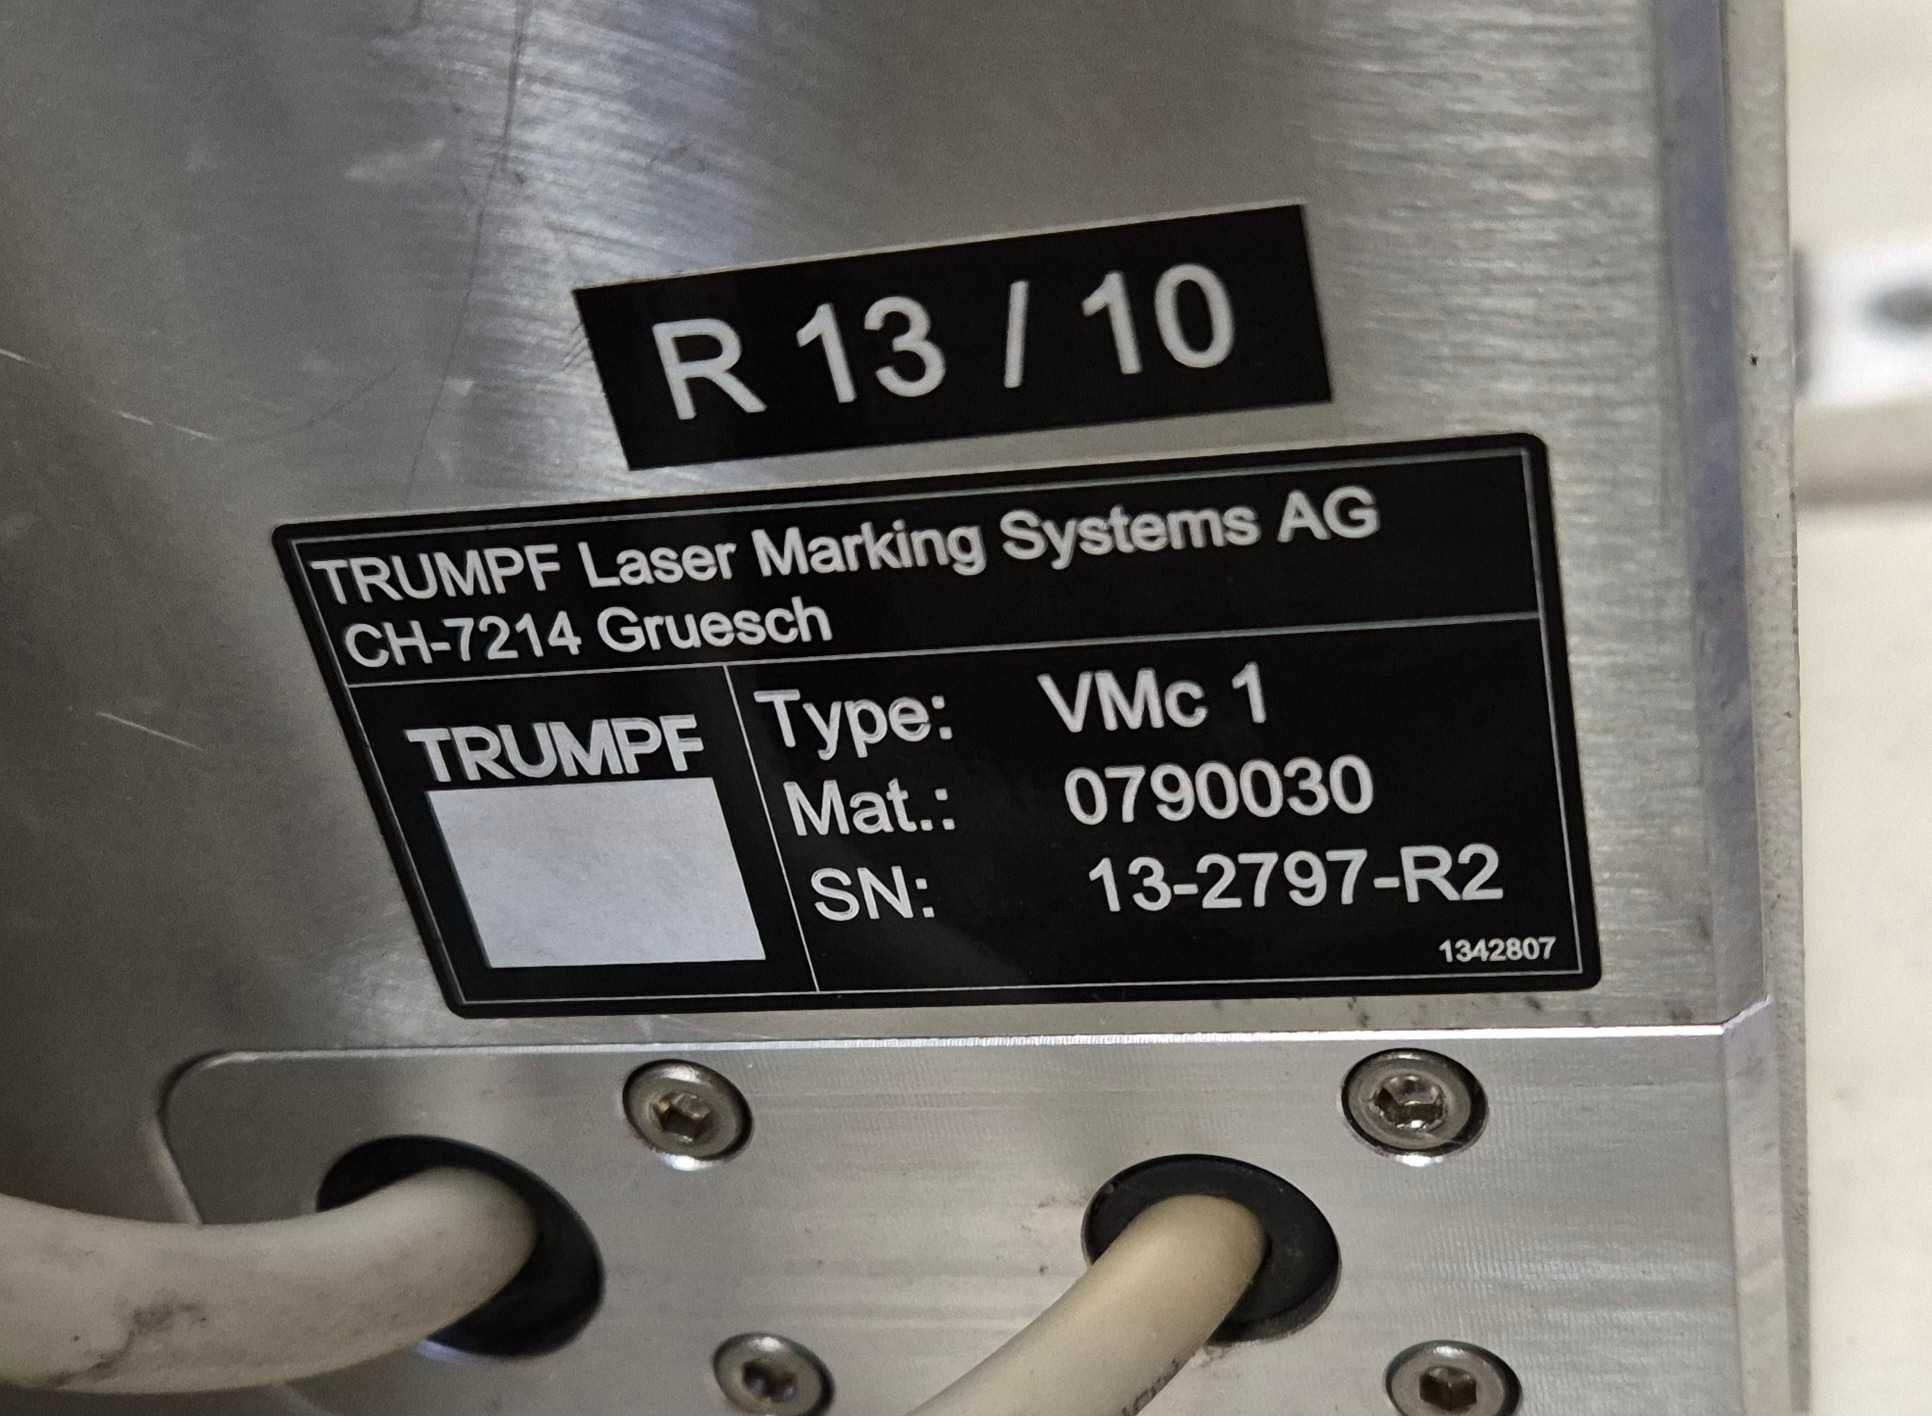 R 13 / 10
TRUMPF Laser Marking Systems AG
CH-7214 Gruesch
TRUMPF
Type: VMc 1
Mat.: 0790030
SN: 13-2797-R2
1342807